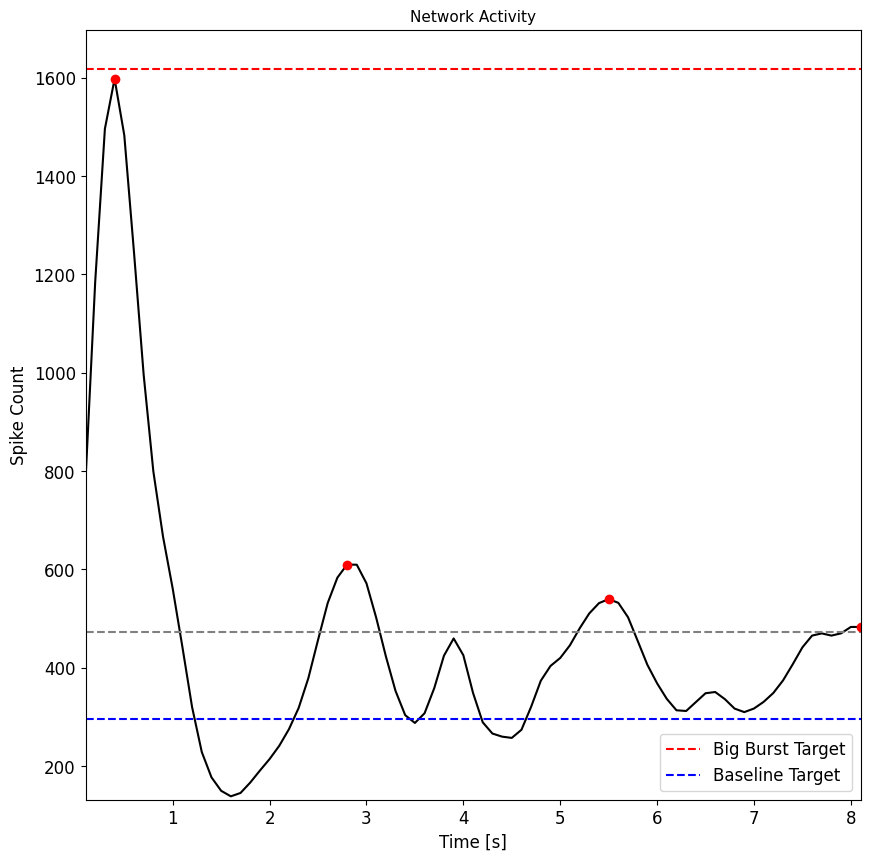 Network Activity
1600
1400
1200
1000
800
600
400
200
Spike Count
1 2 3 4 5 6 7 8
Time [s]
Big Burst Target
Baseline Target